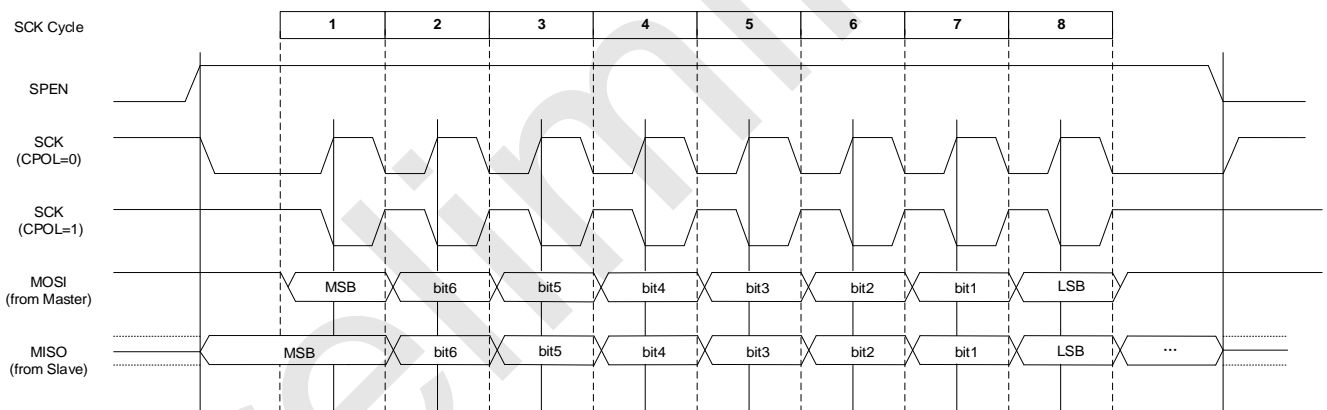 SCK Cycle 1 2 3 4 5 6 7 8
SPEN
SCK
(CPOL=0)
SCK
(CPOL=1)
MOSI
(from Master)
MSB bit6 bit5 bit4 bit3 bit2 bit1 LSB
MISO
(from Slave)
MSB bit6 bit5 bit4 bit3 bit2 bit1 LSB ...